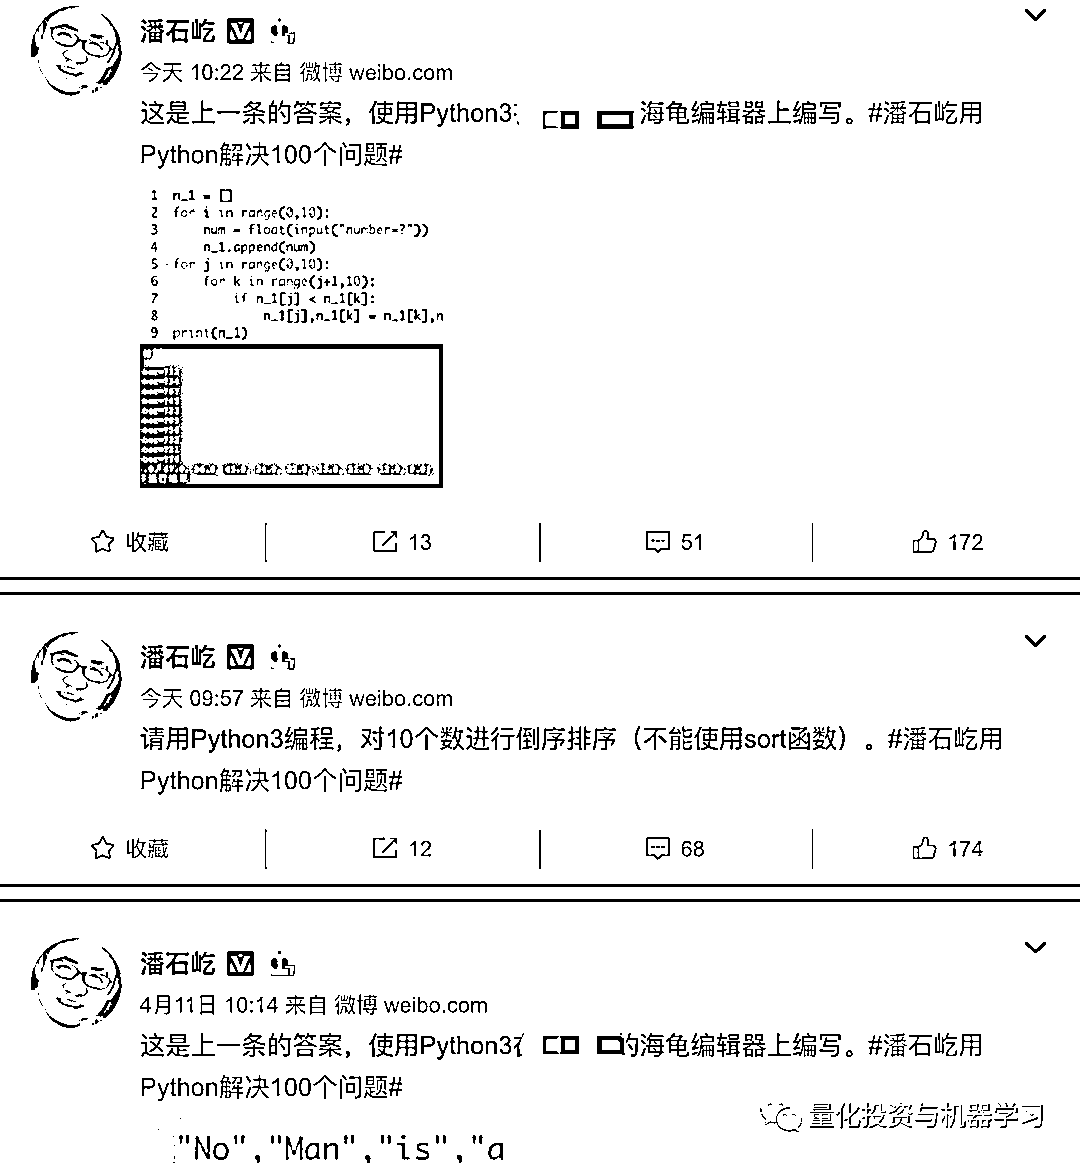 潘石屹
今天 10:22 来自 微博 weibo.com
这是上一条的答案，使用Python3 海龟编辑器上编写。#潘石屹用
Python解决100个问题#
1 n_1 = []
2 for i in range(0,10):
3 num = float(input("number=?"))
4 n_1.append(num)
5 for j in range(0,10):
6 for k in range(j+1,10):
7 if n_1[j] < n_1[k]:
8 n_1[j],n_1[k] = n_1[k],n
9 print(n_1)
收藏 13 51 172
潘石屹
今天 09:57 来自 微博 weibo.com
请用Python3编程，对10个数进行倒序排序（不能使用sort函数）。#潘石屹用
Python解决100个问题#
收藏 12 68 174
潘石屹
4月11日 10:14 来自 微博 weibo.com
这是上一条的答案，使用Python3 的海龟编辑器上编写。#潘石屹用
Python解决100个问题#
"No","Man","is","a
量化投资与机器学习